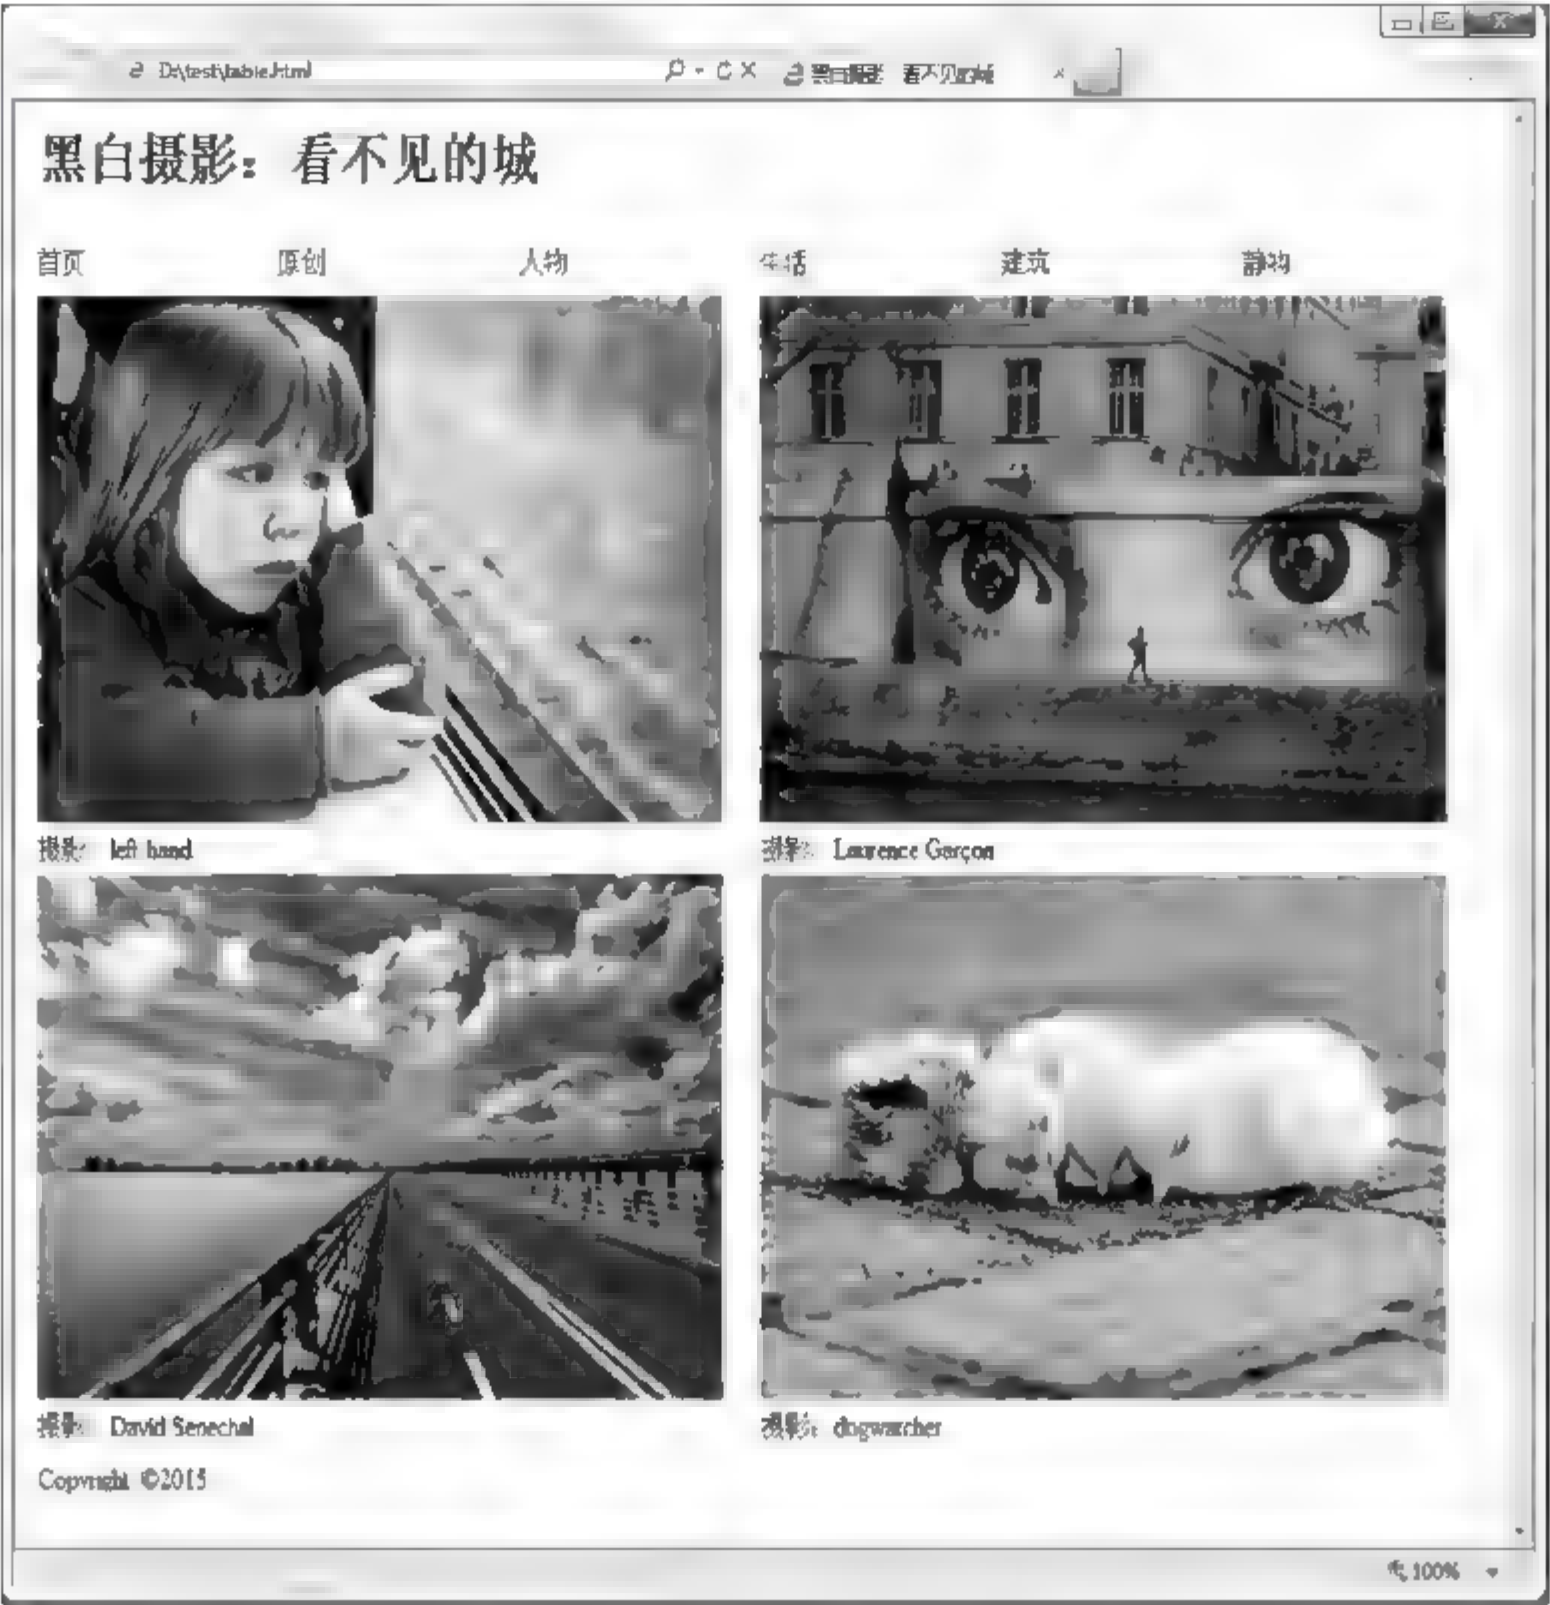 D:\test\table.html
黑白摄影 看不见的城
黑白摄影：看不见的城
首页 原创 人物 生活 建筑 静物
摄影： left hand
摄影： Laurence Garçon
摄影： David Senechal
摄影： dogwatcher
Copyright ©2015
100%